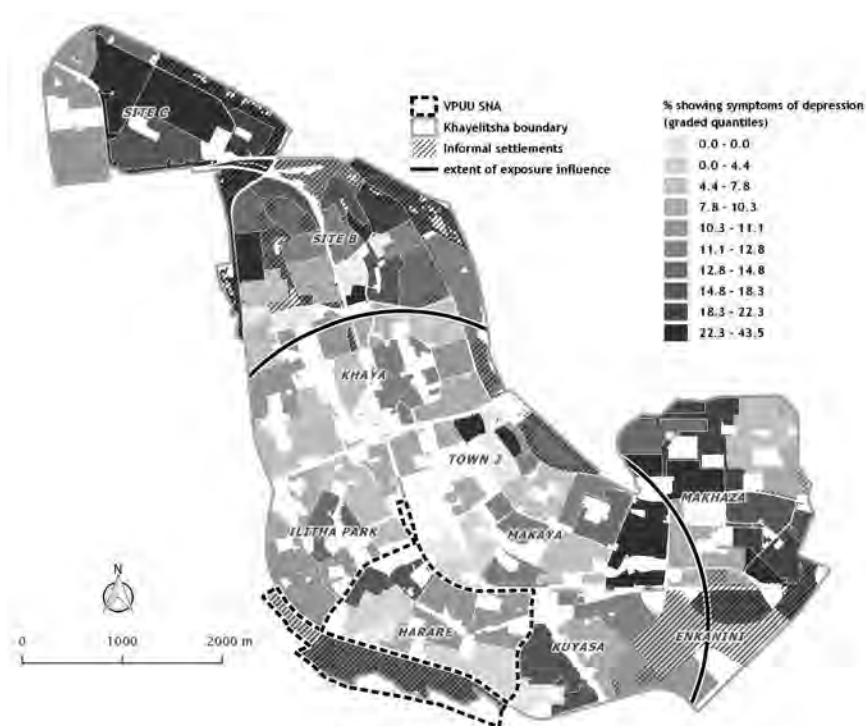 SITE C
VPUU SNA
Khayelitsha boundary
Informal settlements
extent of exposure influence
% showing symptoms of depression
(graded quantiles)
0.0 - 0.0
0.0 - 4.4
4.4 - 7.8
7.8 - 10.3
10.3 - 11.1
11.1 - 12.8
12.8 - 14.8
14.8 - 18.3
18.3 - 22.3
22.3 - 43.5
SITE B
KHAYA
TOWN 2
MAKHAZA
ILITHA PARK
MAKAYA
HARARE
KUYASA
ENKANINI
N
0 1000 2000 m